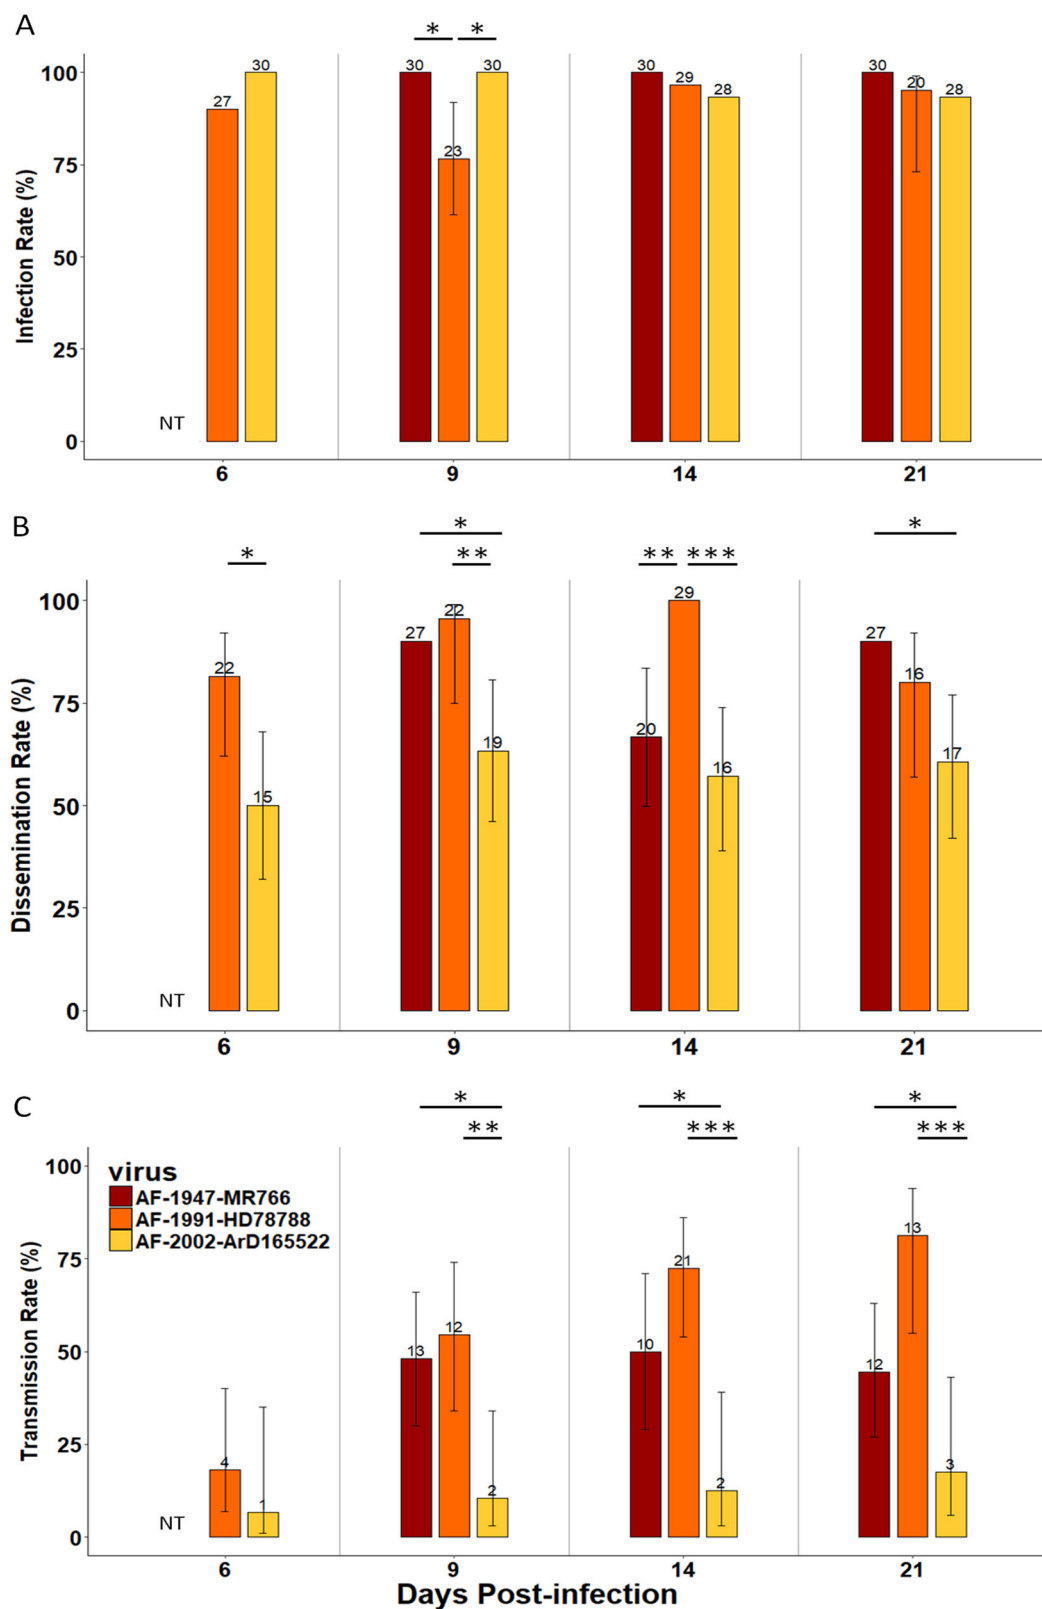 A
* *
Infection Rate (%)
100
75
50
25
0
27 30
30 23 30
30 29 28
30 20 28
NT
6 9 14 21
B
* * ** ** *** *
Dissemination Rate (%)
100
75
50
25
0
22 15
27 22 19
20 29 16
27 16 17
NT
6 9 14 21
C
* ** * *** * ***
Transmission Rate (%)
100
75
50
25
0
virus
AF-1947-MR766
AF-1991-HD78788
AF-2002-ArD165522
4 1
13 12 2
10 21 2
12 13 3
NT
6 9 14 21
Days Post-infection